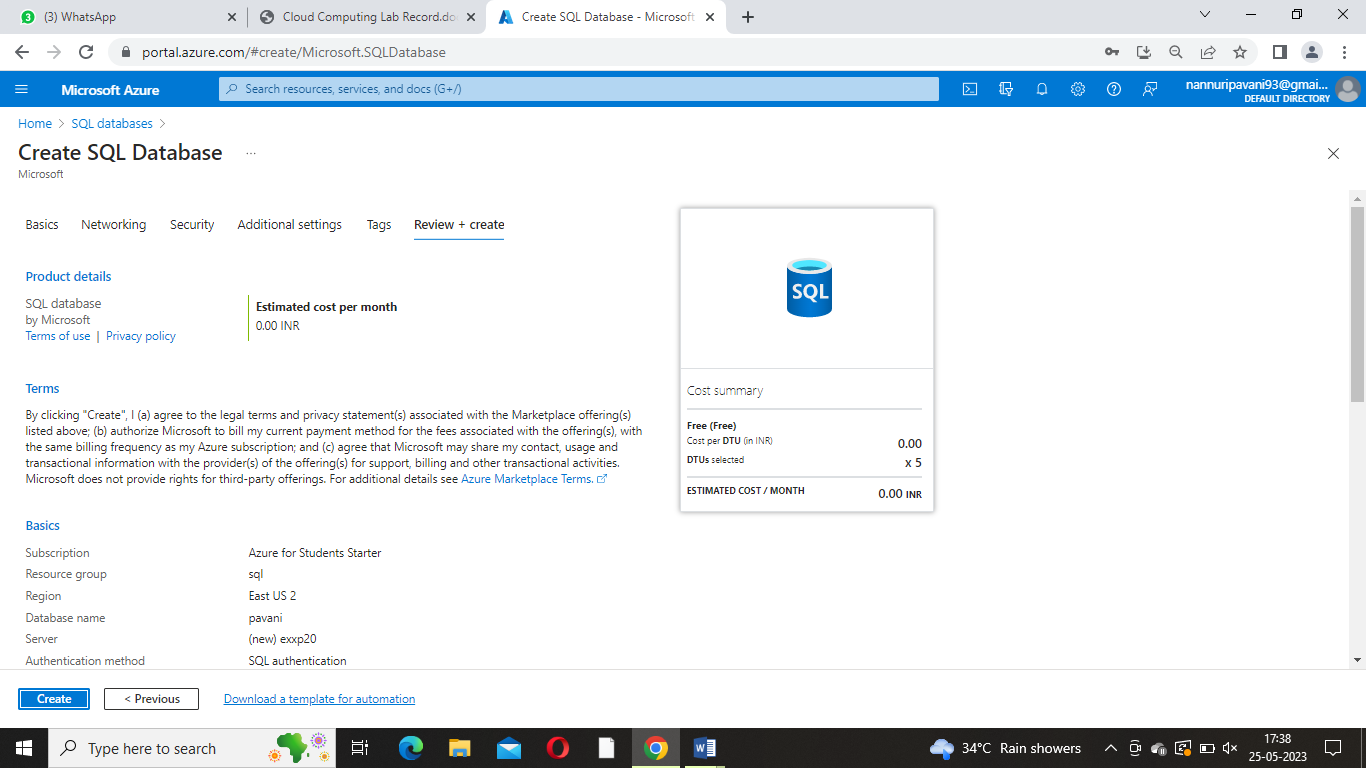 (3) WhatsApp
Cloud Computing Lab Record.do
Create SQL Database - Microsoft
portal.azure.com/#create/Microsoft.SQLDatabase
Microsoft Azure
Search resources, services, and docs (G+/)
nannuripavani93@gmai...
DEFAULT DIRECTORY
Home > SQL databases >
Create SQL Database ...
Microsoft
Basics Networking Security Additional settings Tags Review + create
Product details
SQL database
by Microsoft
Terms of use | Privacy policy
Estimated cost per month
0.00 INR
Terms
By clicking "Create", I (a) agree to the legal terms and privacy statement(s) associated with the Marketplace offering(s)
listed above; (b) authorize Microsoft to bill my current payment method for the fees associated with the offering(s), with
the same billing frequency as my Azure subscription; and (c) agree that Microsoft may share my contact, usage and
transactional information with the provider(s) of the offering(s) for support, billing and other transactional activities.
Microsoft does not provide rights for third-party offerings. For additional details see Azure Marketplace Terms.
Basics
Subscription Azure for Students Starter
Resource group sql
Region East US 2
Database name pavani
Server (new) exxp20
Authentication method SQL authentication
SQL
Cost summary
Free (Free)
Cost per DTU (in INR) 0.00
DTUs selected x 5
ESTIMATED COST / MONTH 0.00 INR
Create < Previous Download a template for automation
Type here to search
34°C Rain showers
17:38
25-05-2023